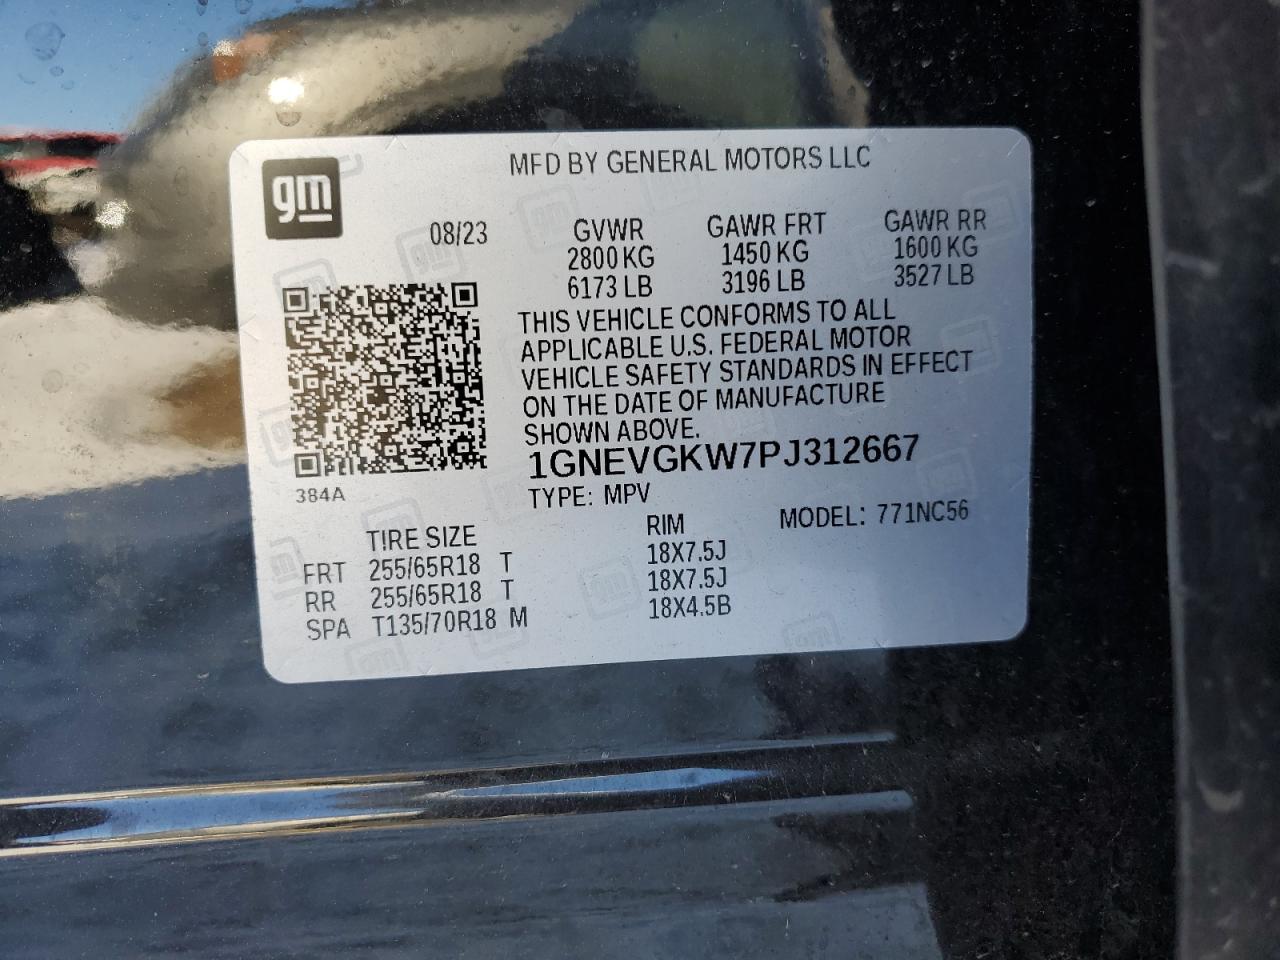 MFD BY GENERAL MOTORS LLC
gm
08/23
GVWR GAWR FRT GAWR RR
2800 KG 1450 KG 1600 KG
6173 LB 3196 LB 3527 LB
THIS VEHICLE CONFORMS TO ALL
APPLICABLE U.S. FEDERAL MOTOR
VEHICLE SAFETY STANDARDS IN EFFECT
ON THE DATE OF MANUFACTURE
SHOWN ABOVE.
1GNEVGKW7PJ312667
384A
TYPE: MPV
TIRE SIZE RIM MODEL: 771NC56
FRT 255/65R18 T 18X7.5J
RR 255/65R18 T 18X7.5J
SPA T135/70R18 M 18X4.5B